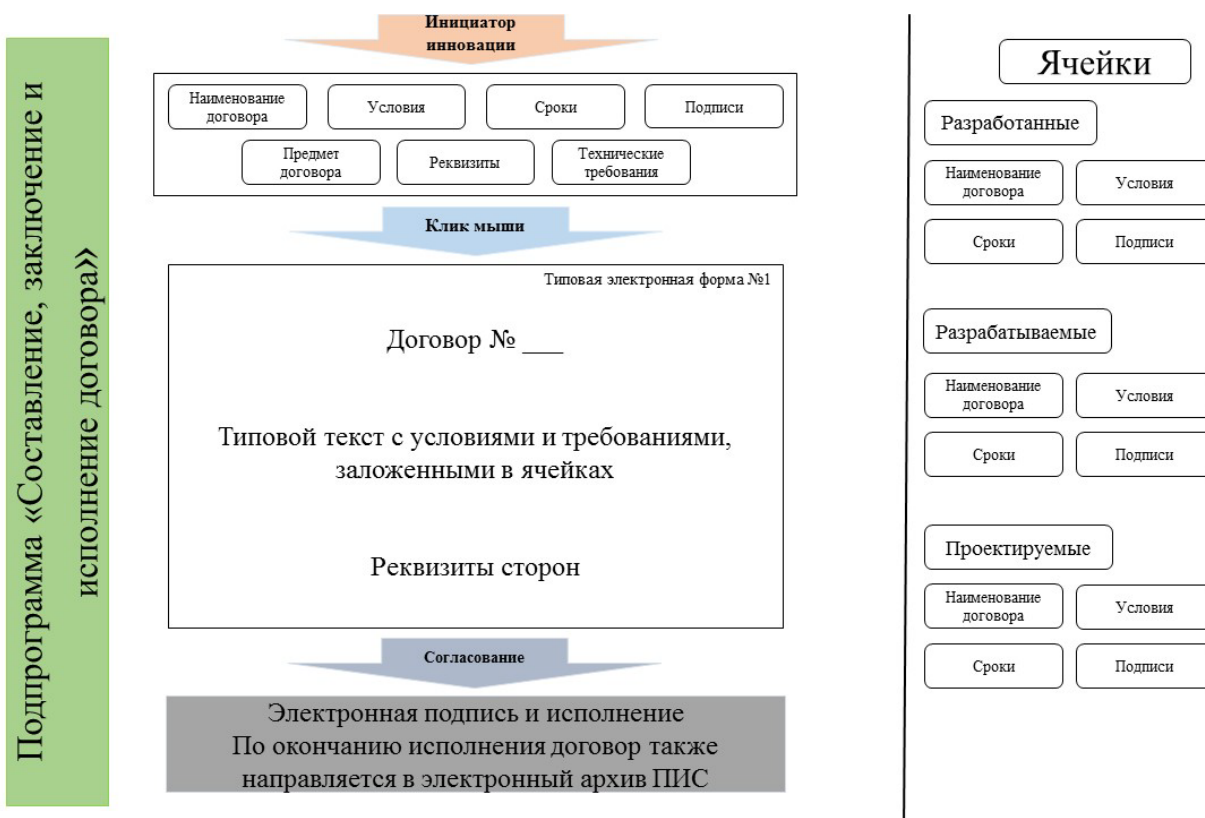 Подпрограмма «Составление, заключение и
исполнение договора»
Инициатор
инновации
Наименование
договора
Условия
Сроки
Подписи
Предмет
договора
Реквизиты
Технические
требования
Клик мыши
Типовая электронная форма №1
Договор № ___
Типовой текст с условиями и требованиями,
заложенными в ячейках
Реквизиты сторон
Согласование
Электронная подпись и исполнение
По окончанию исполнения договор также
направляется в электронный архив ПИС
Ячейки
Разработанные
Наименование
договора
Условия
Сроки
Подписи
Разрабатываемые
Наименование
договора
Условия
Сроки
Подписи
Проектируемые
Наименование
договора
Условия
Сроки
Подписи